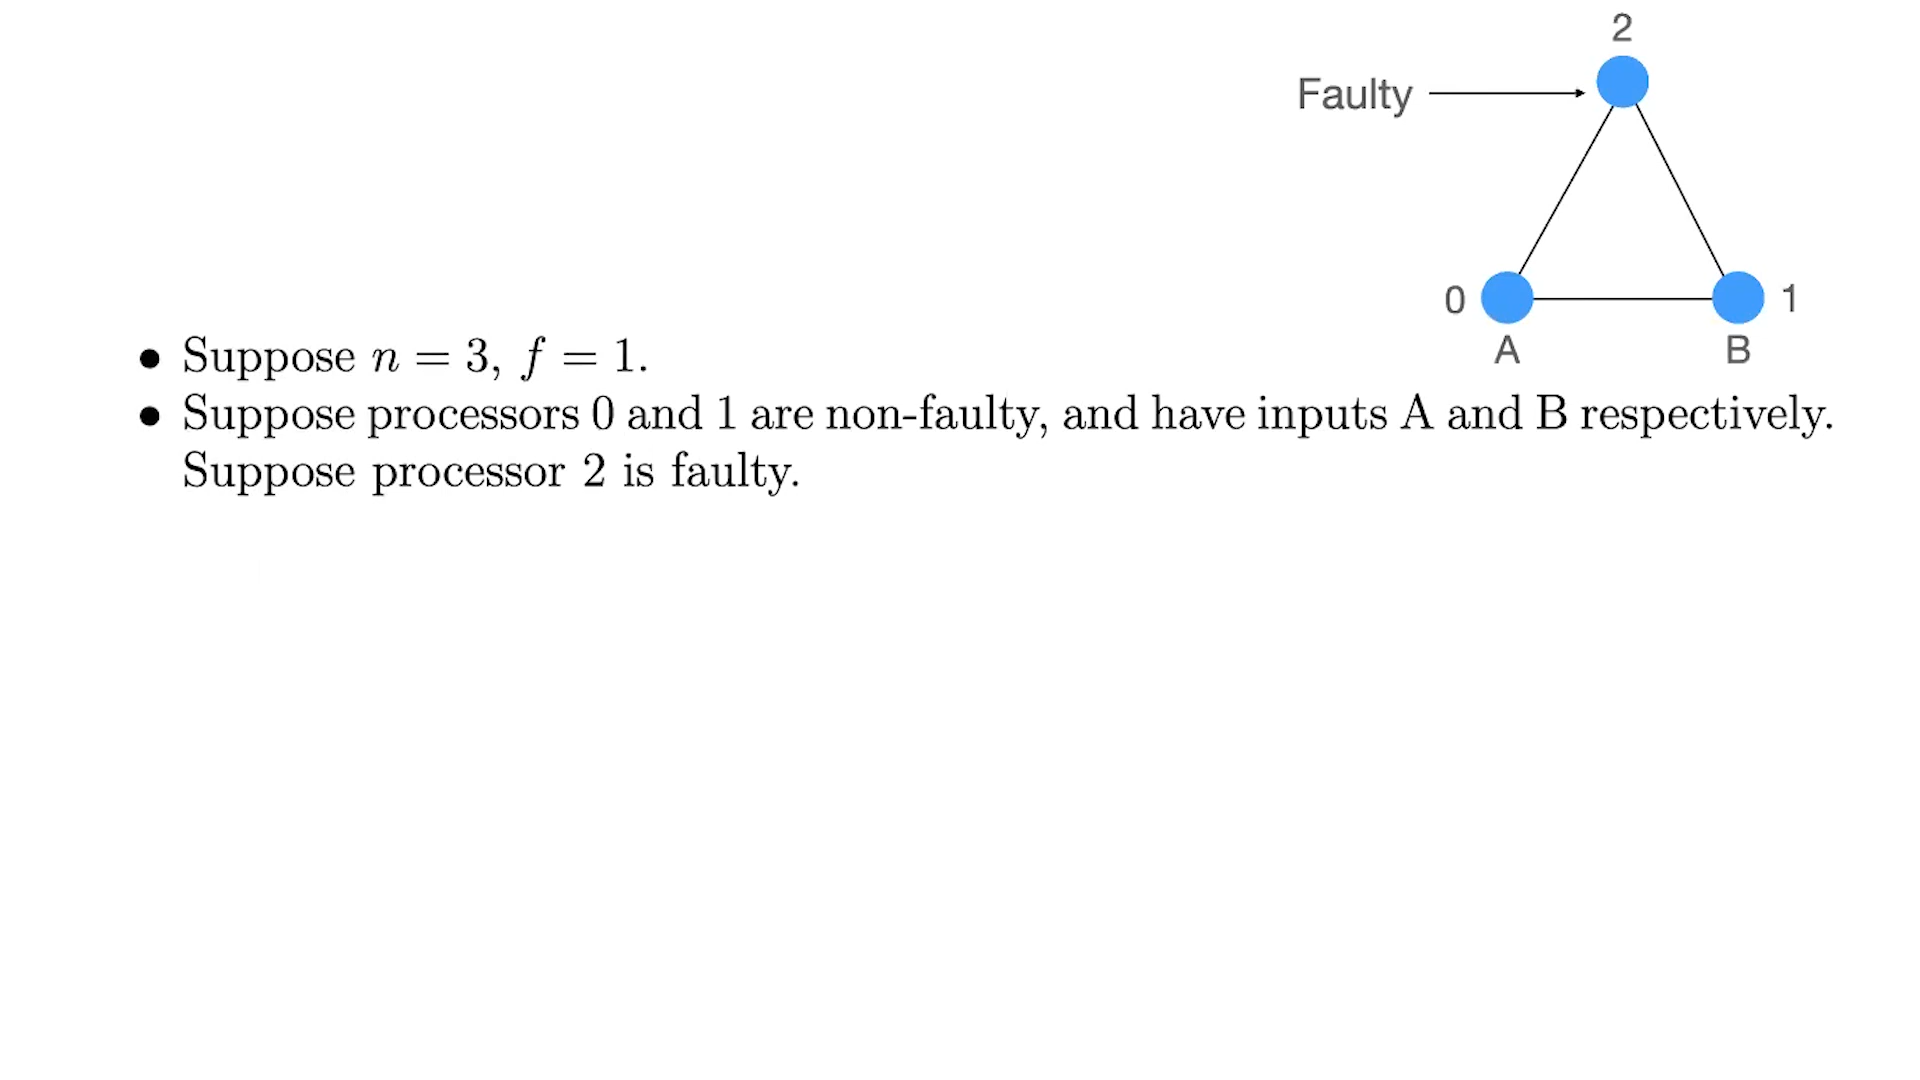 2
Faulty
0
1
A
B
• Suppose n = 3, f = 1.
• Suppose processors 0 and 1 are non-faulty, and have inputs A and B respectively.
Suppose processor 2 is faulty.